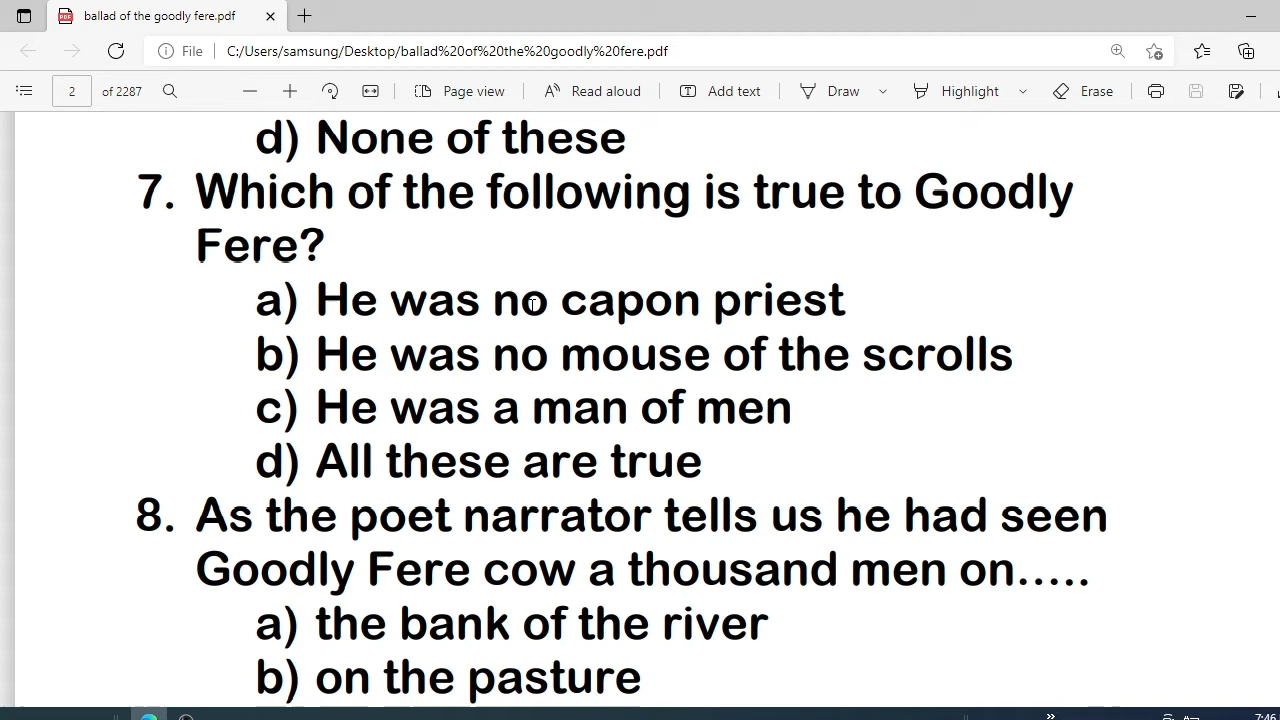 ballad of the goodly fere.pdf
File
C:/Users/samsung/Desktop/ballad%20of%20the%20goodly%20fere.pdf
2 of 2287 Page view Read aloud Add text Draw Highlight Erase
d) None of these
7. Which of the following is true to Goodly
Fere?
a) He was no capon priest
b) He was no mouse of the scrolls
c) He was a man of men
d) All these are true
8. As the poet narrator tells us he had seen
Goodly Fere cow a thousand men on.....
a) the bank of the river
b) on the pasture